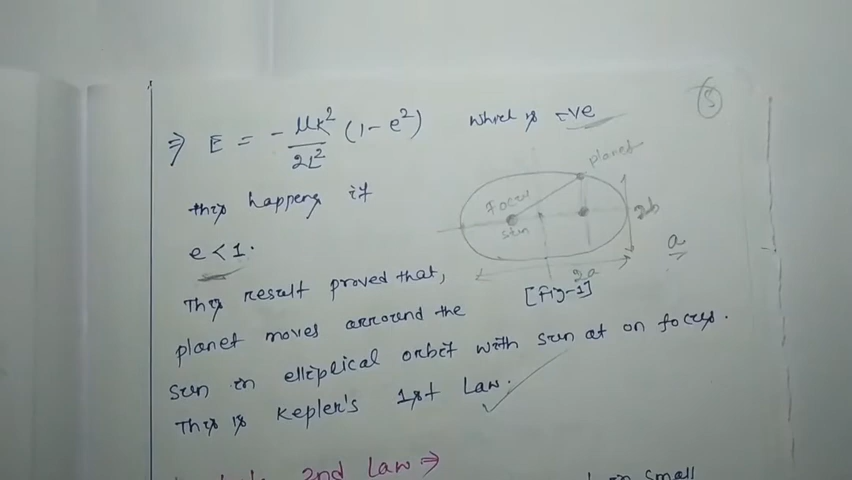 5
⇒ E = - μk²/2L² (1 - e²) which is -ve
this happens if
e < 1.
planet
focus
sun
2b
2a
a
[Fig-1]
This result proved that,
planet moves arround the
sun in elliplical orbit with sun at on focus.
This is Kepler's 1st Law.
2nd Law ⇒
small